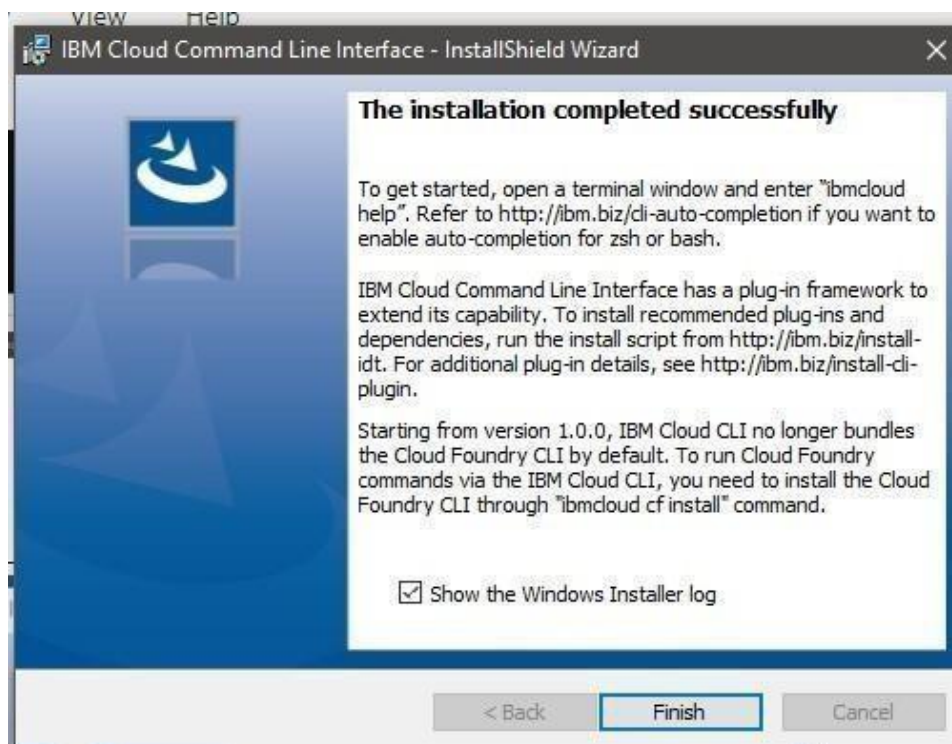 View Help
IBM Cloud Command Line Interface - InstallShield Wizard
The installation completed successfully
To get started, open a terminal window and enter "ibmcloud
help". Refer to http://ibm.biz/cli-auto-completion if you want to
enable auto-completion for zsh or bash.
IBM Cloud Command Line Interface has a plug-in framework to
extend its capability. To install recommended plug-ins and
dependencies, run the install script from http://ibm.biz/install-
idt. For additional plug-in details, see http://ibm.biz/install-cli-
plugin.
Starting from version 1.0.0, IBM Cloud CLI no longer bundles
the Cloud Foundry CLI by default. To run Cloud Foundry
commands via the IBM Cloud CLI, you need to install the Cloud
Foundry CLI through "ibmcloud cf install" command.
Show the Windows Installer log
< Back Finish Cancel